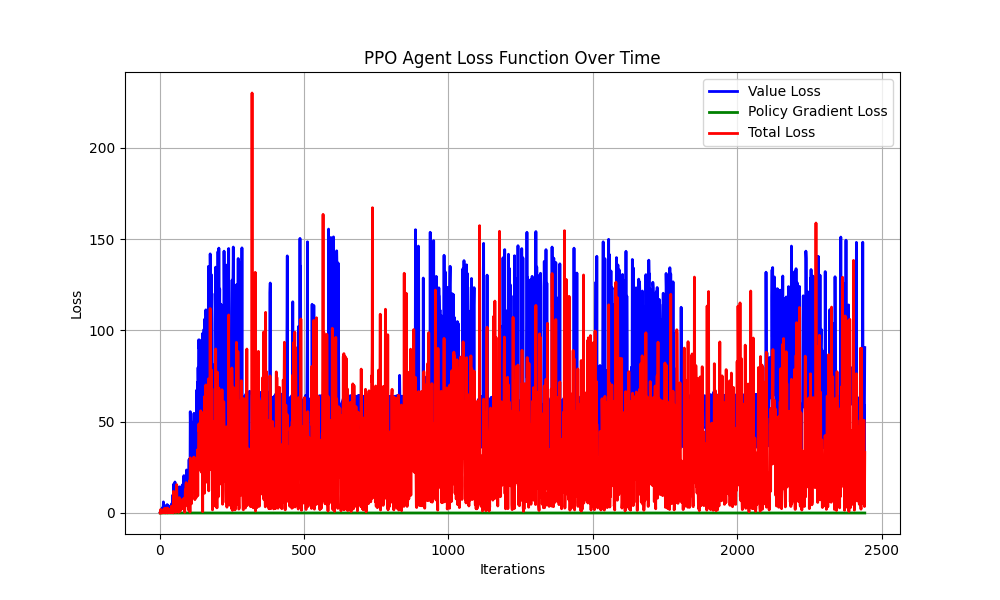 PPO Agent Loss Function Over Time
Value Loss
Policy Gradient Loss
Total Loss
Loss
200
150
100
50
0
0 500 1000 1500 2000 2500
Iterations